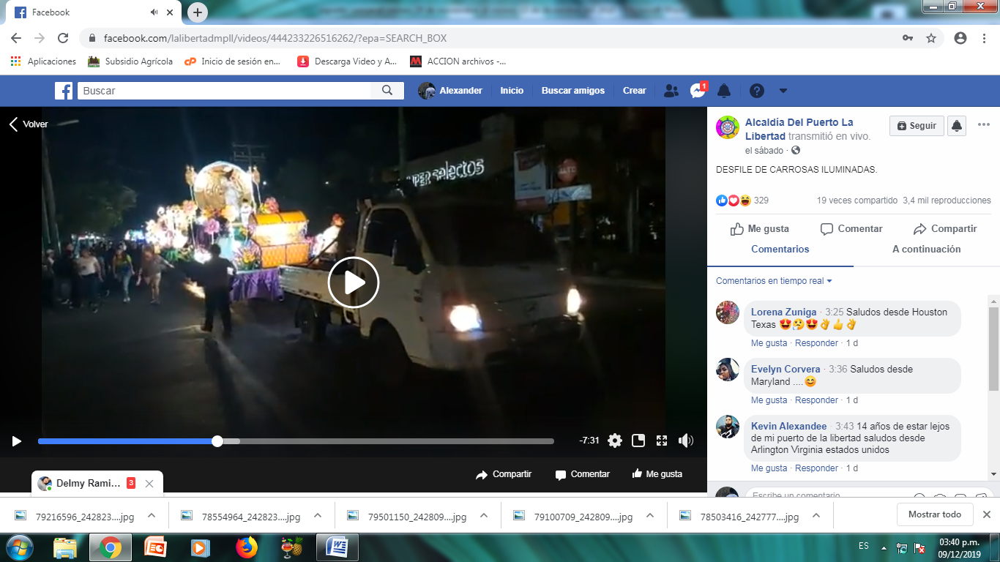 Facebook
facebook.com/lalibertadmpll/videos/444233226516262/?epa=SEARCH_BOX
Aplicaciones
Subsidio Agrícola
Inicio de sesión en...
Descarga Video y A...
ACCION archivos -...
Buscar
Alexander
Inicio
Buscar amigos
Crear
1
Volver
SUPER selectos
ALTO
Alcaldía Del Puerto La
Libertad transmitió en vivo.
el sábado ·
Seguir
DESFILE DE CARROSAS ILUMINADAS.
329
19 veces compartido 3,4 mil reproducciones
Me gusta
Comentar
Compartir
Comentarios
A continuación
Comentarios en tiempo real
Lorena Zuniga · 3:25 Saludos desde Houston
Texas 😍🤧😍👌👍👌
Me gusta · Responder · 1 d
Evelyn Corvera · 3:36 Saludos desde
Maryland ....😊
Me gusta · Responder · 1 d
Kevin Alexandee · 3:43 14 años de estar lejos
de mi puerto de la libertad saludos desde
Arlington Virginia estados unidos
Me gusta · Responder · 1 d
Escribe un comentario
-7:31
Compartir
Comentar
Me gusta
Delmy Rami... 3
79216596_242823....jpg
78554964_242823....jpg
79501150_242809....jpg
79100709_242809....jpg
78503416_242777....jpg
Mostrar todo
ES
03:40 p.m.
09/12/2019